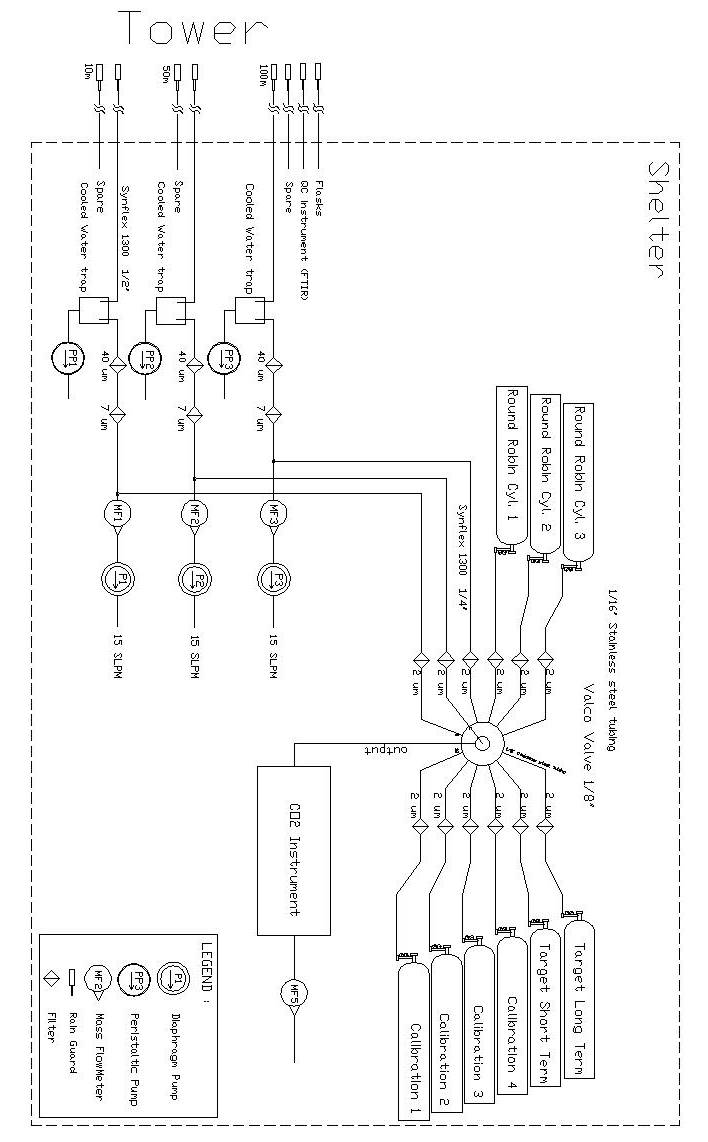 Tower
Shelter
10m
50m
100m
Spare
Synflex 1300 1/2"
Cooled Water trap
Spare
Cooled Water trap
Spare
QC Instrument (FTIR)
Flasks
Cooled Water trap
PP1
PP2
PP3
40 um
40 um
40 um
7 um
7 um
7 um
MF1
MF2
MF3
P1
P2
P3
15 SLPM
15 SLPM
15 SLPM
Synflex 1300 1/4"
Round Robin Cyl. 1
Round Robin Cyl. 2
Round Robin Cyl. 3
1/16" Stainless steel tubing
Valco Valve 1/8"
2 um
2 um
2 um
2 um
2 um
2 um
output
2 um
2 um
2 um
2 um
2 um
2 um
CO2 Instrument
MF5
Calibration 1
Calibration 2
Calibration 3
Calibration 4
Target Short Term
Target Long Term
LEGEND :
P1 Diaphragm Pump
PP3 Peristaltic Pump
MF2 Mass FlowMeter
Rain Guard
Filter